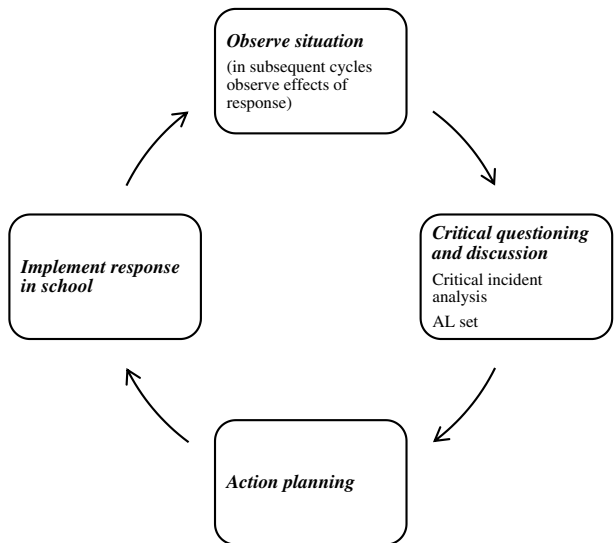 Observe situation
(in subsequent cycles
observe effects of
response)
Critical questioning
and discussion
Critical incident
analysis
AL set
Action planning
Implement response
in school